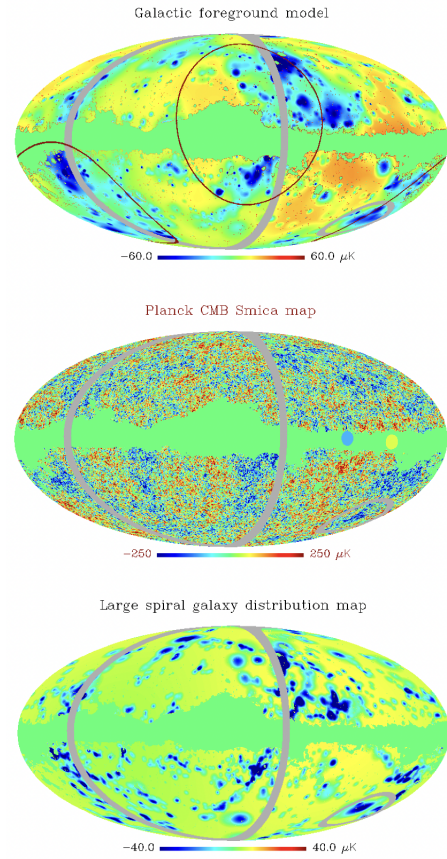 Galactic foreground model
-60.0 60.0 μK
Planck CMB Smica map
-250 250 μK
Large spiral galaxy distribution map
-40.0 40.0 μK